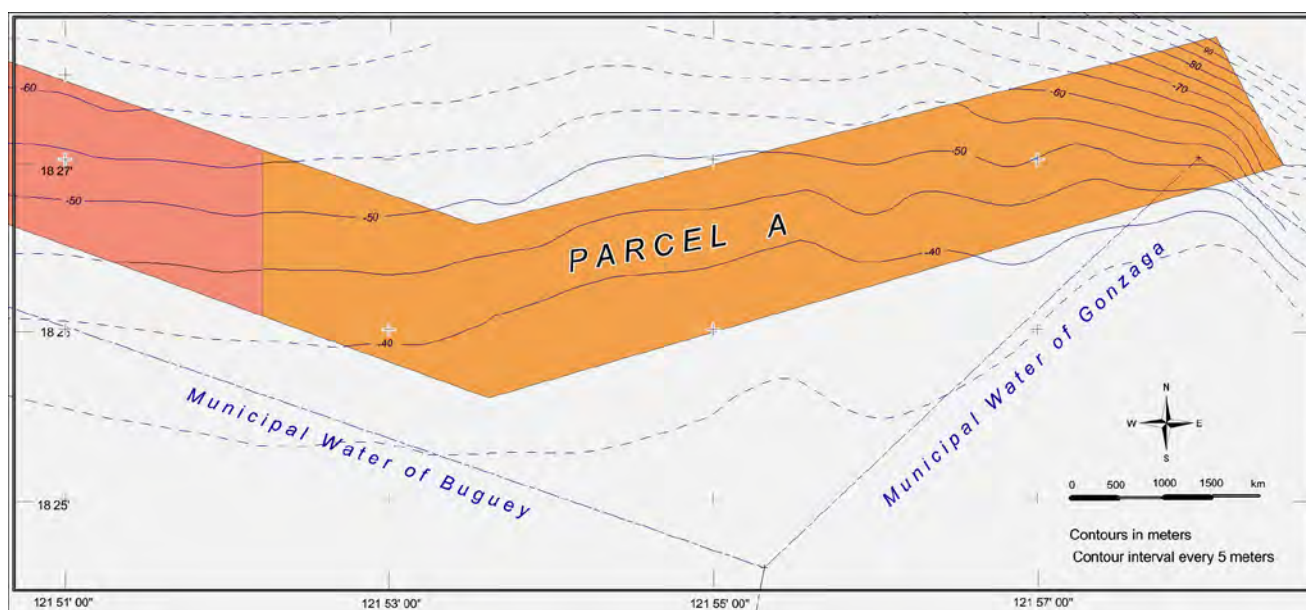 -60
-80
-70
-60
18 27'
-50
-50
-50
PARCEL A
-40
-40
18 25'
Municipal Water of Gonzaga
Municipal Water of Buguey
N
W E
S
0 500 1000 1500 km
18 25'
Contours in meters
Contour interval every 5 meters
121 51' 00"
121 53' 00"
121 55' 00"
121 57' 00"